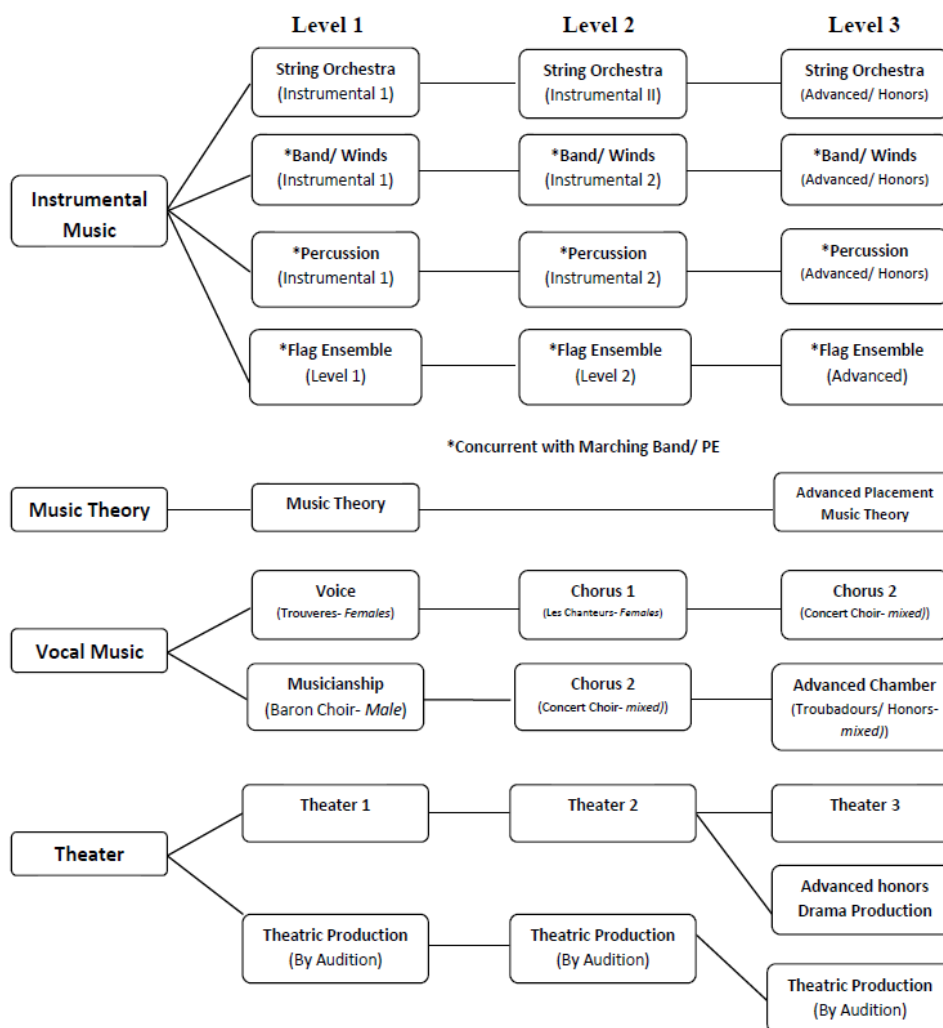 Level 1
Level 2
Level 3
String Orchestra
(Instrumental 1)
String Orchestra
(Instrumental II)
String Orchestra
(Advanced/ Honors)
Instrumental
Music
*Band/ Winds
(Instrumental 1)
*Band/ Winds
(Instrumental 2)
*Band/ Winds
(Advanced/ Honors)
*Percussion
(Instrumental 1)
*Percussion
(Instrumental 2)
*Percussion
(Advanced/ Honors)
*Flag Ensemble
(Level 1)
*Flag Ensemble
(Level 2)
*Flag Ensemble
(Advanced)
*Concurrent with Marching Band/ PE
Music Theory
Music Theory
Advanced Placement
Music Theory
Vocal Music
Voice
(Trouveres- Females)
Chorus 1
(Les Chanteurs- Females)
Chorus 2
(Concert Choir- mixed))
Musicianship
(Baron Choir- Male)
Chorus 2
(Concert Choir- mixed))
Advanced Chamber
(Troubadours/ Honors-
mixed))
Theater
Theater 1
Theater 2
Theater 3
Advanced honors
Drama Production
Theatric Production
(By Audition)
Theatric Production
(By Audition)
Theatric Production
(By Audition)